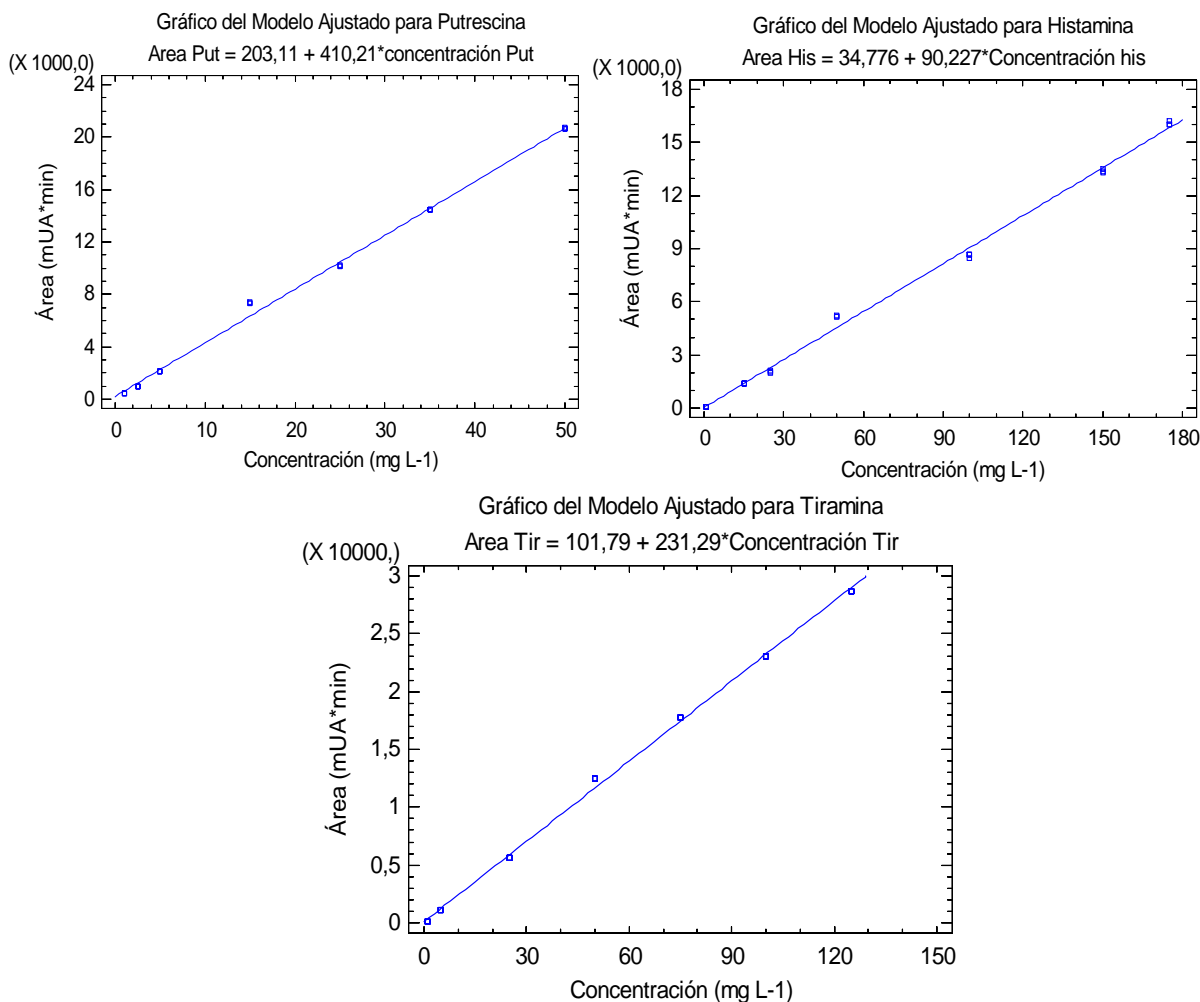 Gráfico del Modelo Ajustado para Putrescina
Area Put = 203,11 + 410,21*concentración Put
(X 1000,0)
24
20
16
12
8
4
0
Área (mUA*min)
0 10 20 30 40 50
Concentración (mg L-1)
Gráfico del Modelo Ajustado para Histamina
Area His = 34,776 + 90,227*Concentración his
(X 1000,0)
18
15
12
9
6
3
0
Área (mUA*min)
0 30 60 90 120 150 180
Concentración (mg L-1)
Gráfico del Modelo Ajustado para Tiramina
Area Tir = 101,79 + 231,29*Concentración Tir
(X 10000,)
3
2,5
2
1,5
1
0,5
0
Área (mUA*min)
0 30 60 90 120 150
Concentración (mg L-1)